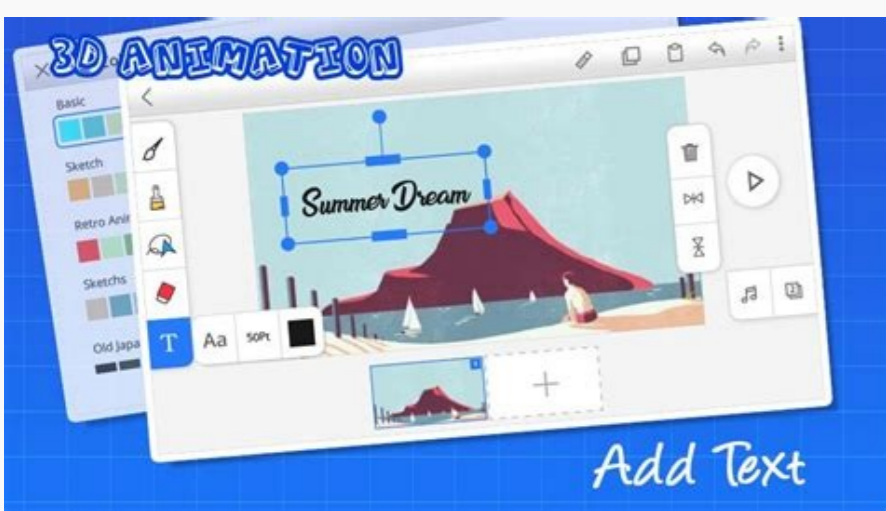 3D ANIMATION
Basic
Sketch
Retro Ani
Sketchs
Old Japa
Summer Dream
T
Aa
50Pt
Add Text